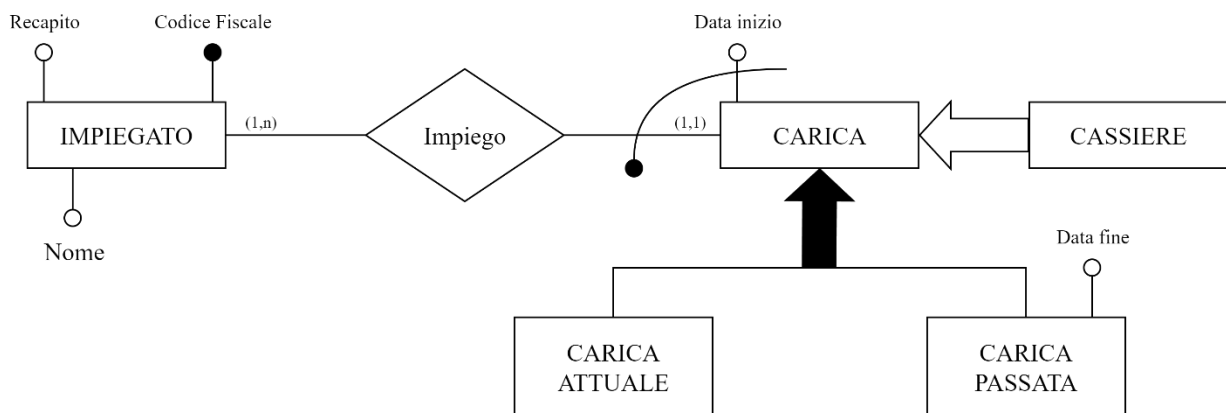 Recapito
Codice Fiscale
Data inizio
IMPIEGATO
(1,n)
Impiego
(1,1)
CARICA
CASSIERE
Nome
Data fine
CARICA
ATTUALE
CARICA
PASSATA